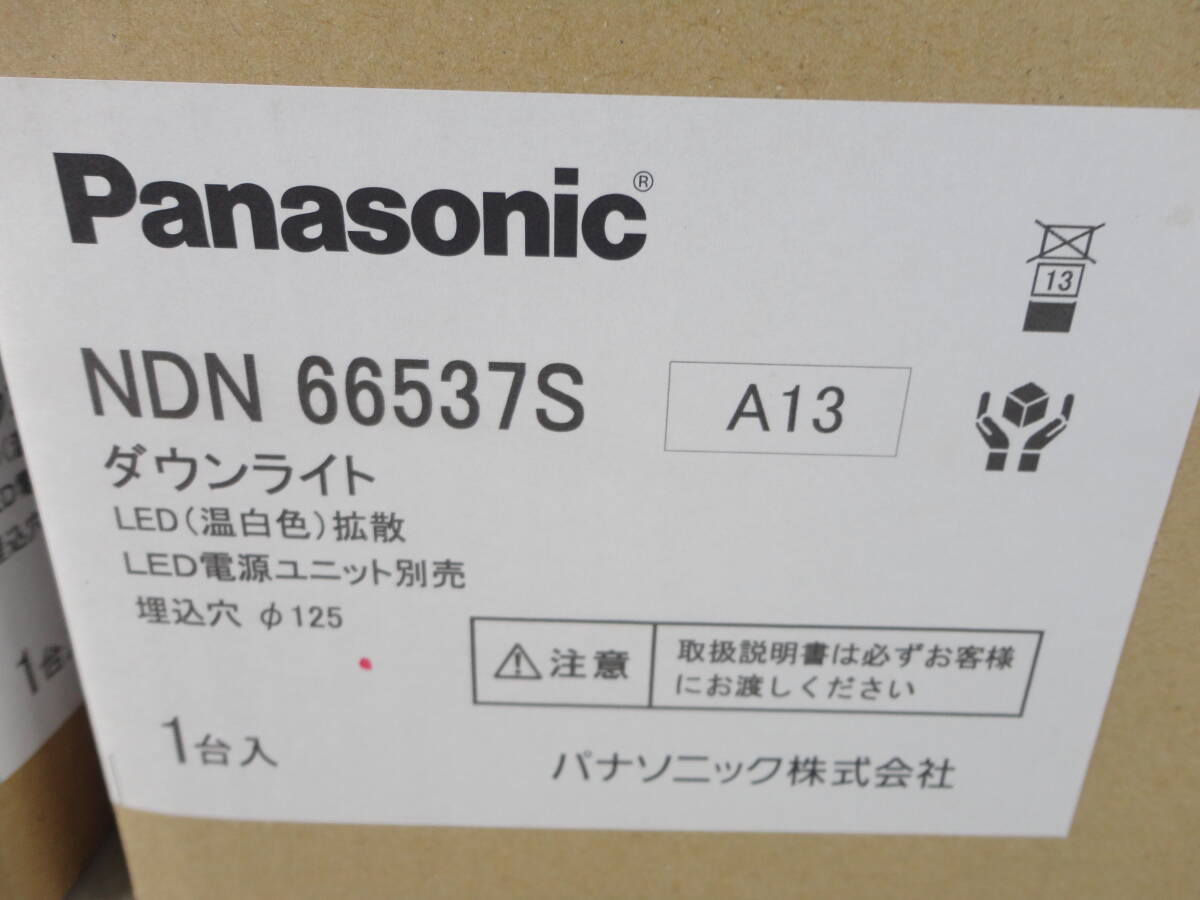 Panasonic®
13
NDN 66537S
A13
ダウンライト
LED(温白色)拡散
LED電源ユニット別売
埋込穴 φ125
注意
取扱説明書は必ずお客様
にお渡しください
1台入
パナソニック株式会社
1台